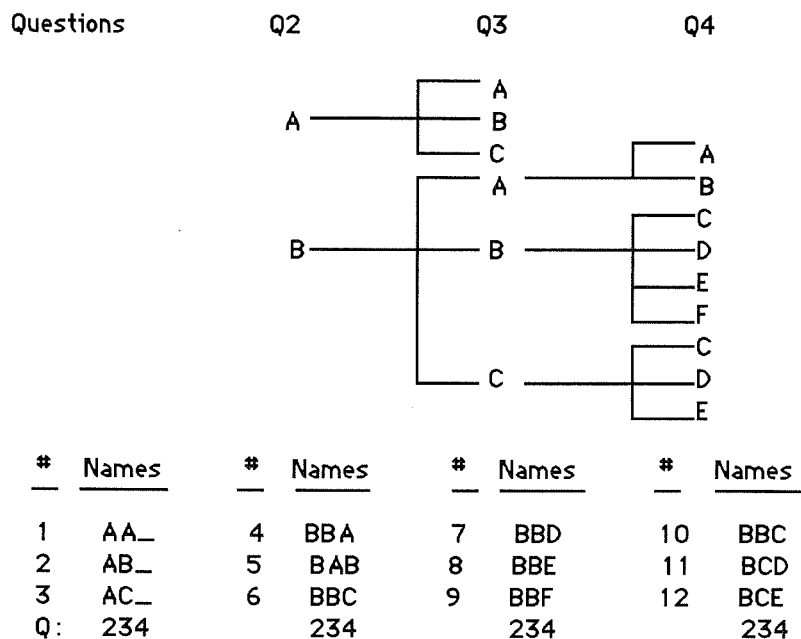 Questions Q2 Q3 Q4
A
A B
C A
A B
C
B B D
E
F
C
C D
E
# Names # Names # Names # Names
1 AA_ 4 BBA 7 BBD 10 BBC
2 AB_ 5 BAB 8 BBE 11 BCD
3 AC_ 6 BBC 9 BBF 12 BCE
Q: 234 234 234 234